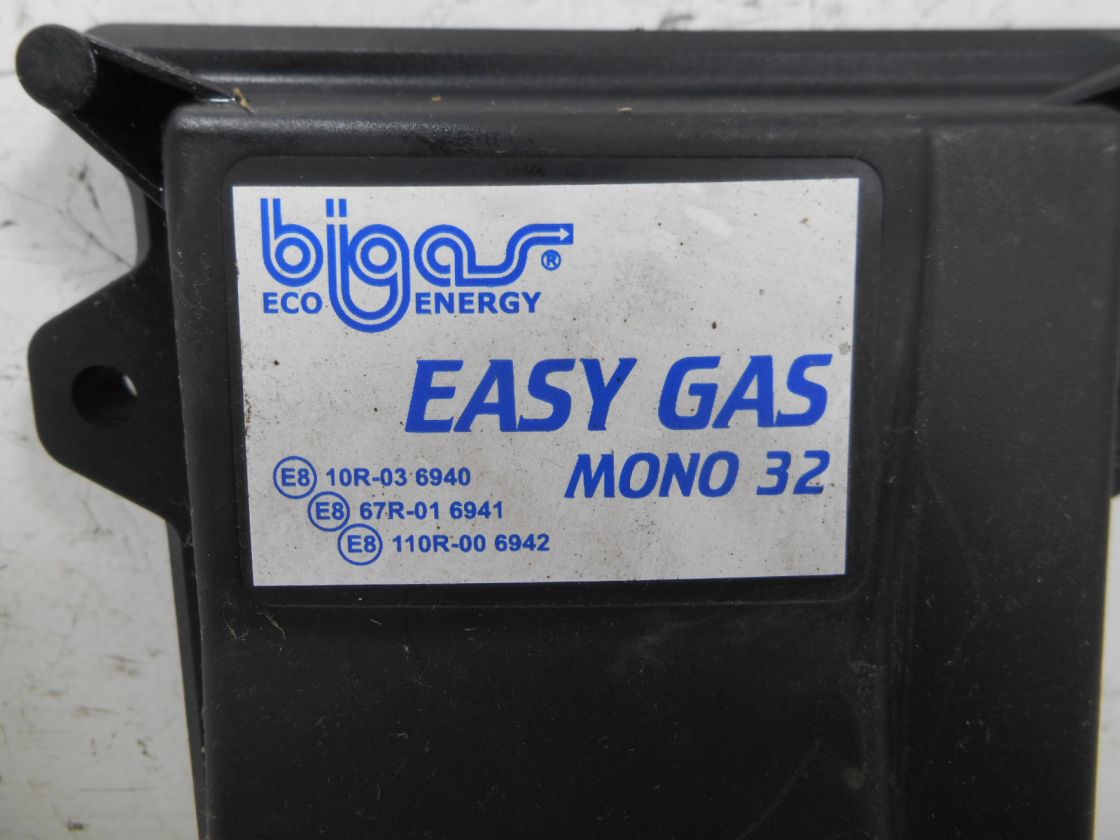 bigas®
ECO ENERGY
EASY GAS
MONO 32
E8 10R-03 6940
E8 67R-01 6941
E8 110R-00 6942